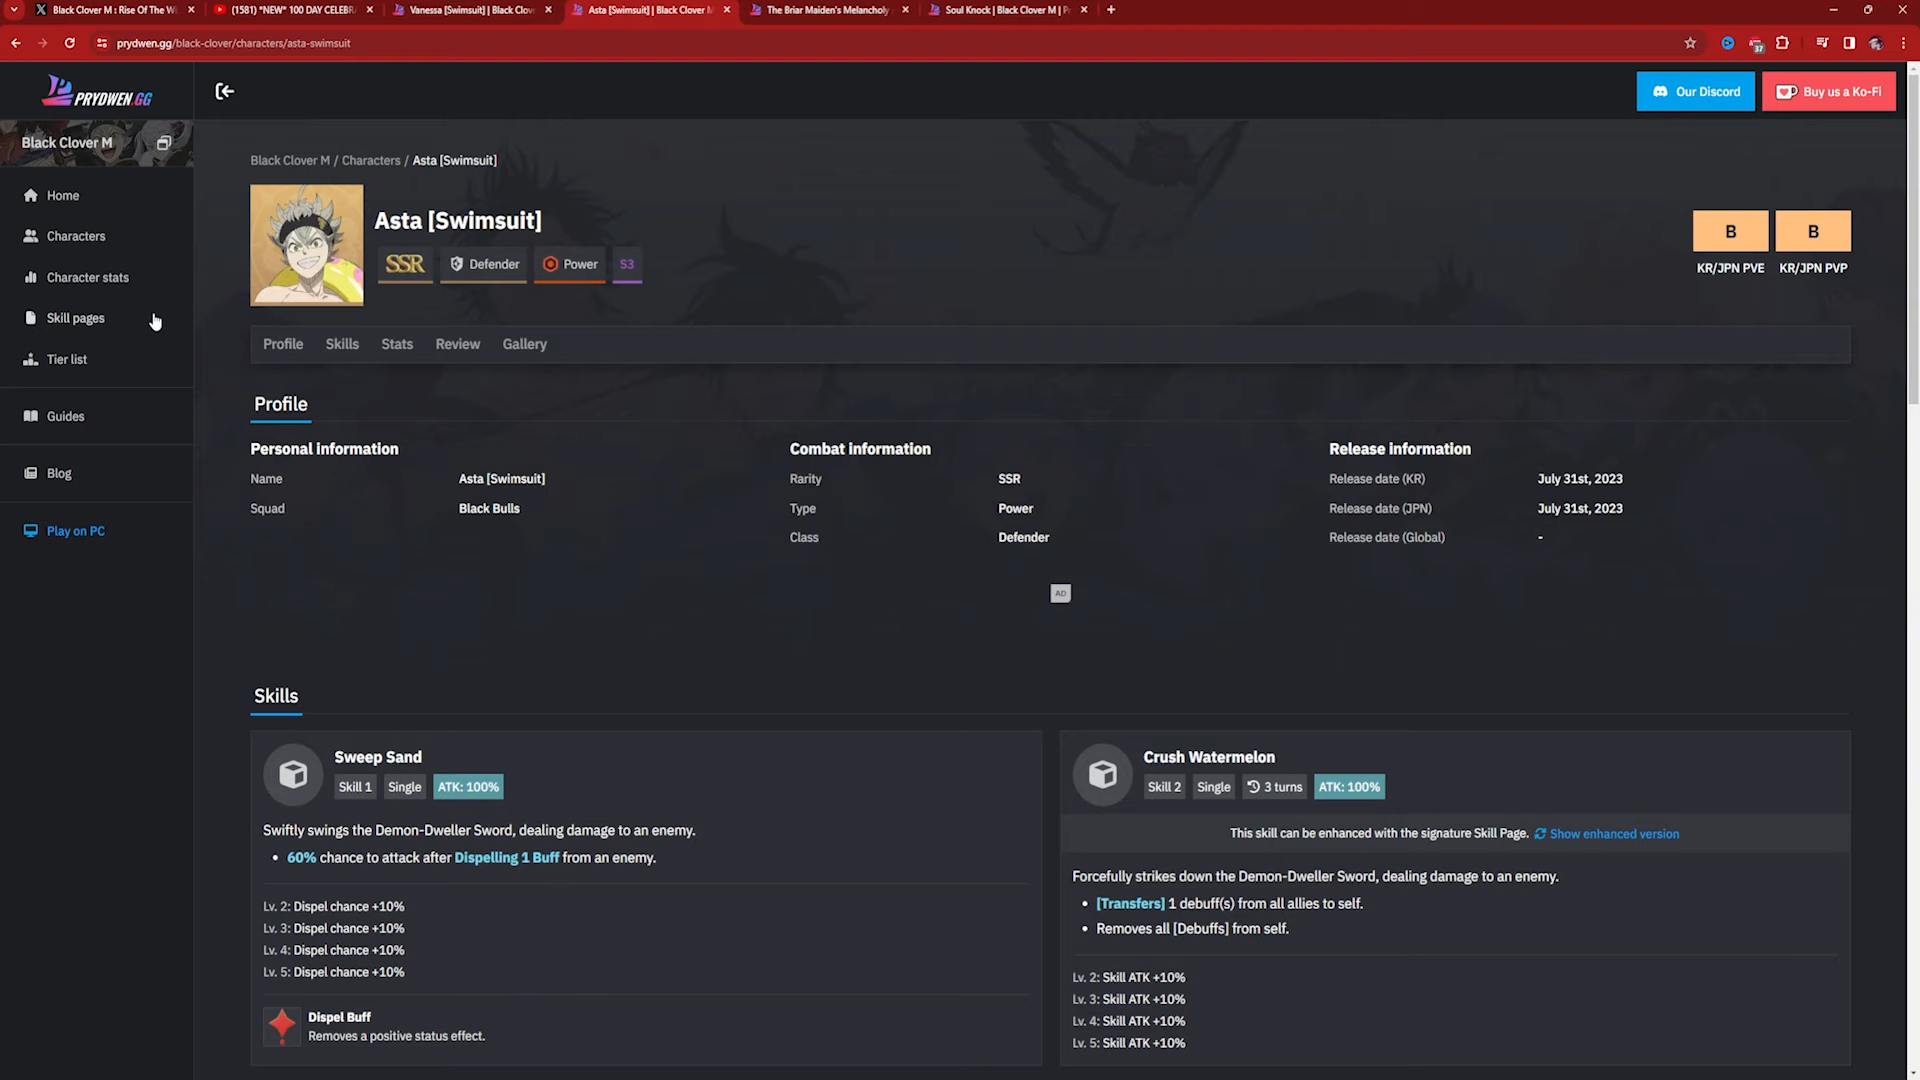 Black Clover M : Rise Of The Wi
(1581) *NEW* 100 DAY CELEBR
Vanessa [Swimsuit] | Black Clov
Asta [Swimsuit] | Black Clover M
The Briar Maiden's Melancholy
Soul Knock | Black Clover M | P
prydwen.gg/black-clover/characters/asta-swimsuit
37
PRYDWEN.GG
Our Discord
Buy us a Ko-Fi
Black Clover M
Home
Characters
Character stats
Skill pages
Tier list
Guides
Blog
Play on PC
Black Clover M / Characters / Asta [Swimsuit]
Asta [Swimsuit]
SSR
Defender
Power
S3
B
B
KR/JPN PVE
KR/JPN PVP
Profile
Skills
Stats
Review
Gallery
Profile
Personal information
Name Asta [Swimsuit]
Squad Black Bulls
Combat information
Rarity SSR
Type Power
Class Defender
Release information
Release date (KR) July 31st, 2023
Release date (JPN) July 31st, 2023
Release date (Global) -
AD
Skills
Sweep Sand
Skill 1 Single ATK: 100%
Swiftly swings the Demon-Dweller Sword, dealing damage to an enemy.
• 60% chance to attack after Dispelling 1 Buff from an enemy.
Lv. 2: Dispel chance +10%
Lv. 3: Dispel chance +10%
Lv. 4: Dispel chance +10%
Lv. 5: Dispel chance +10%
Dispel Buff
Removes a positive status effect.
Crush Watermelon
Skill 2 Single 3 turns ATK: 100%
This skill can be enhanced with the signature Skill Page. Show enhanced version
Forcefully strikes down the Demon-Dweller Sword, dealing damage to an enemy.
• [Transfers] 1 debuff(s) from all allies to self.
• Removes all [Debuffs] from self.
Lv. 2: Skill ATK +10%
Lv. 3: Skill ATK +10%
Lv. 4: Skill ATK +10%
Lv. 5: Skill ATK +10%